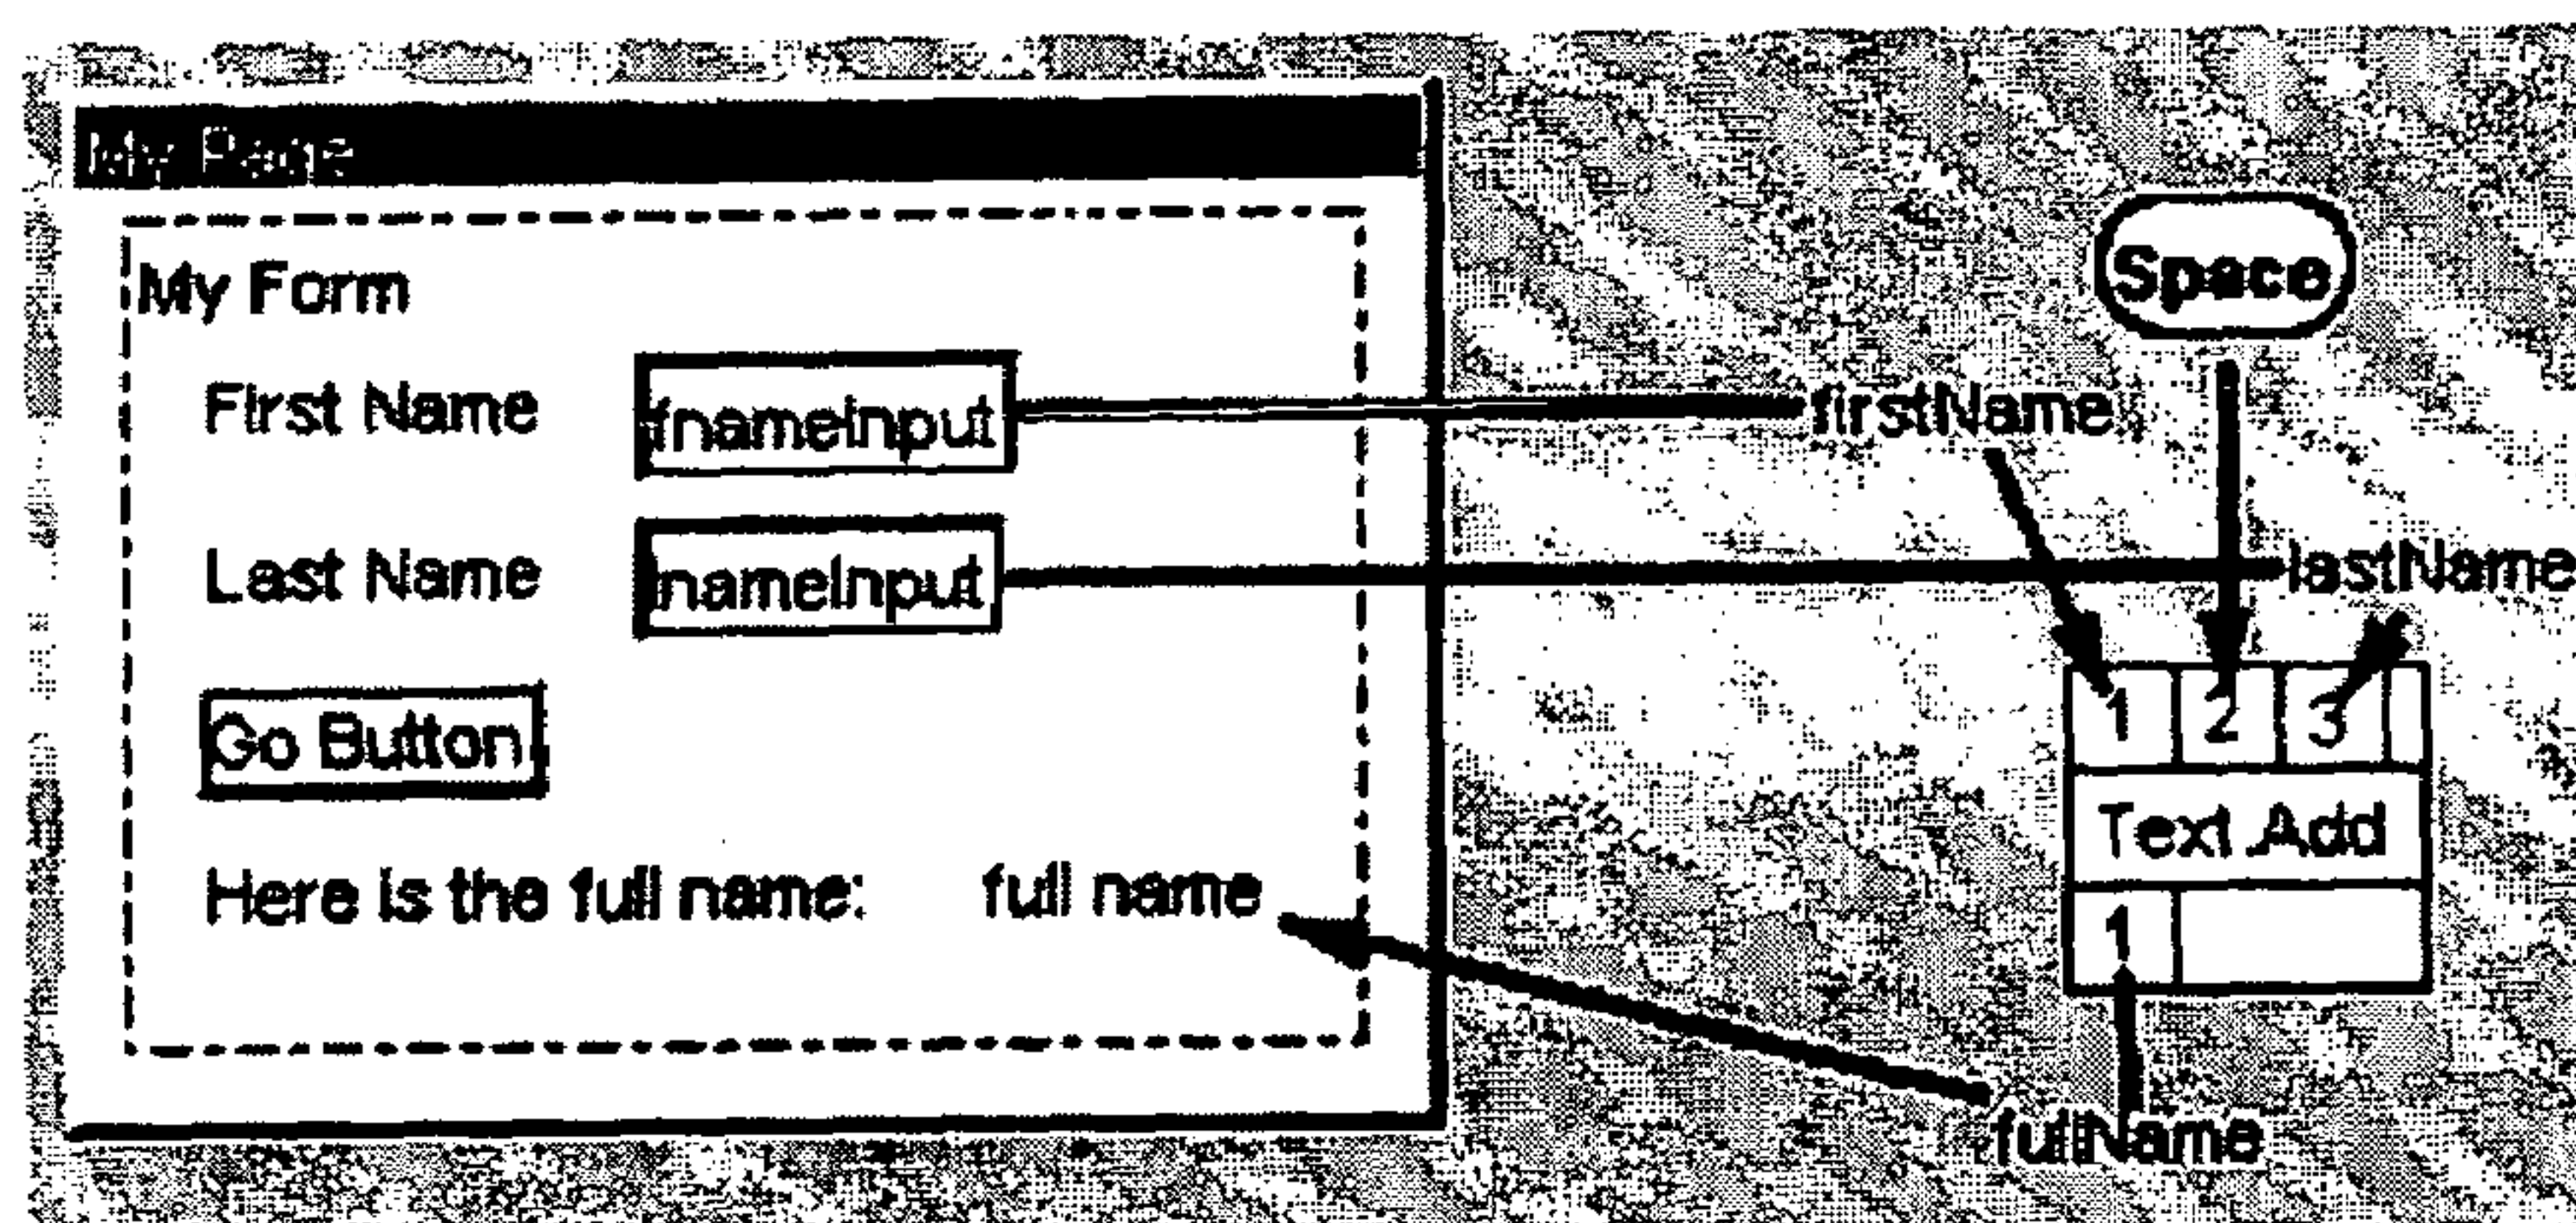 My Page
My Form
Space
First Name
fnameInput
firstName
Last Name
lnameInput
lastName
1 2 3
Go Button
Text.Add
Here is the full name: full name
1
fullName